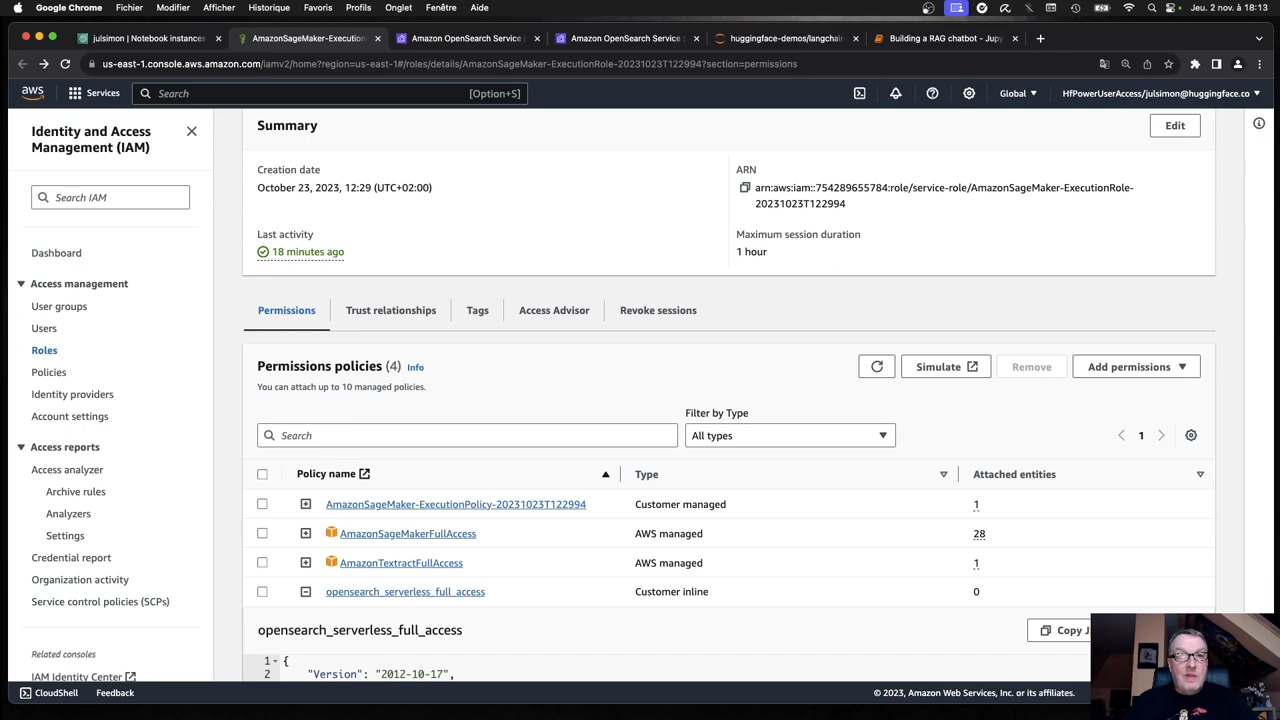 Google Chrome Fichier Modifier Afficher Historique Favoris Profils Onglet Fenêtre Aide Jeu. 2 nov. à 18:13
julsimon | Notebook instances
AmazonSageMaker-Execution
Amazon OpenSearch Service
Amazon OpenSearch Service
huggingface-demos/langchain
Building a RAG chatbot - Jupy
us-east-1.console.aws.amazon.com/iamv2/home?region=us-east-1#/roles/details/AmazonSageMaker-ExecutionRole-20231023T122994?section=permissions
aws Services Search [Option+S] Global HfPowerUserAccess/julsimon@huggingface.co
Identity and Access
Management (IAM)
Search IAM
Dashboard
Access management
User groups
Users
Roles
Policies
Identity providers
Account settings
Access reports
Access analyzer
Archive rules
Analyzers
Settings
Credential report
Organization activity
Service control policies (SCPs)
Related consoles
IAM Identity Center
Summary
Edit
Creation date
October 23, 2023, 12:29 (UTC+02:00)
ARN
arn:aws:iam::754289655784:role/service-role/AmazonSageMaker-ExecutionRole-
20231023T122994
Last activity
18 minutes ago
Maximum session duration
1 hour
Permissions Trust relationships Tags Access Advisor Revoke sessions
Permissions policies (4) Info
You can attach up to 10 managed policies.
Simulate Remove Add permissions
Filter by Type
Search All types 1
Policy name Type Attached entities
AmazonSageMaker-ExecutionPolicy-20231023T122994 Customer managed 1
AmazonSageMakerFullAccess AWS managed 28
AmazonTextractFullAccess AWS managed 1
opensearch_serverless_full_access Customer inline 0
opensearch_serverless_full_access
Copy J
1 {
2 "Version": "2012-10-17",
CloudShell Feedback © 2023, Amazon Web Services, Inc. or its affiliates.